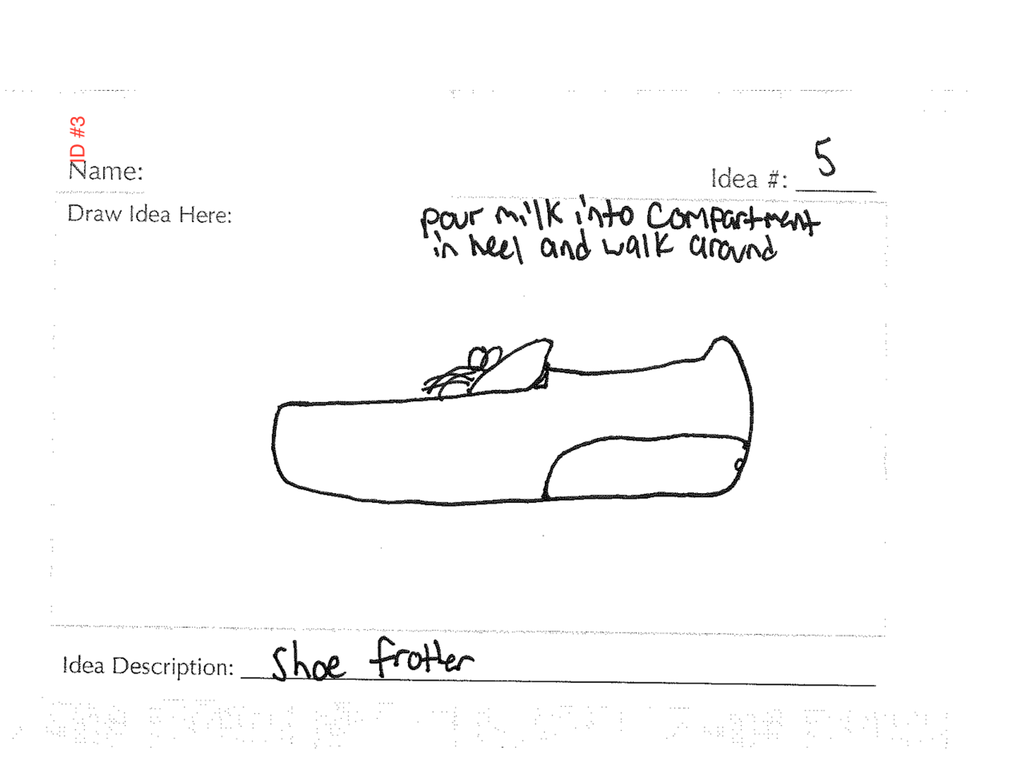 ID #3
Name:
Idea #: 5
Draw Idea Here:
pour milk into compartment
in heel and walk around
Idea Description: Shoe frother